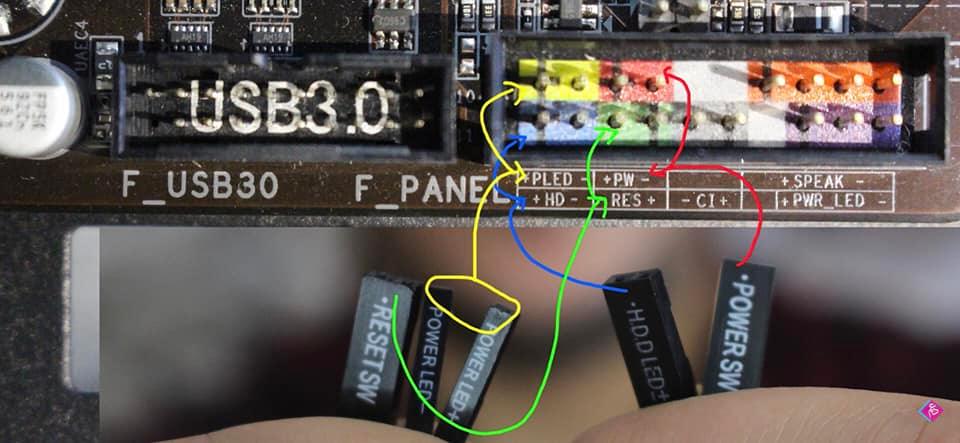 UAEC4
USB3.0
F_USB30
F_PANEL
+PLED - +PW - + SPEAK -
+ HD - - RES + - CI + + PWR_LED -
RESET SW
POWER LED-
POWER LED+
H.D.D LED+
POWER SW